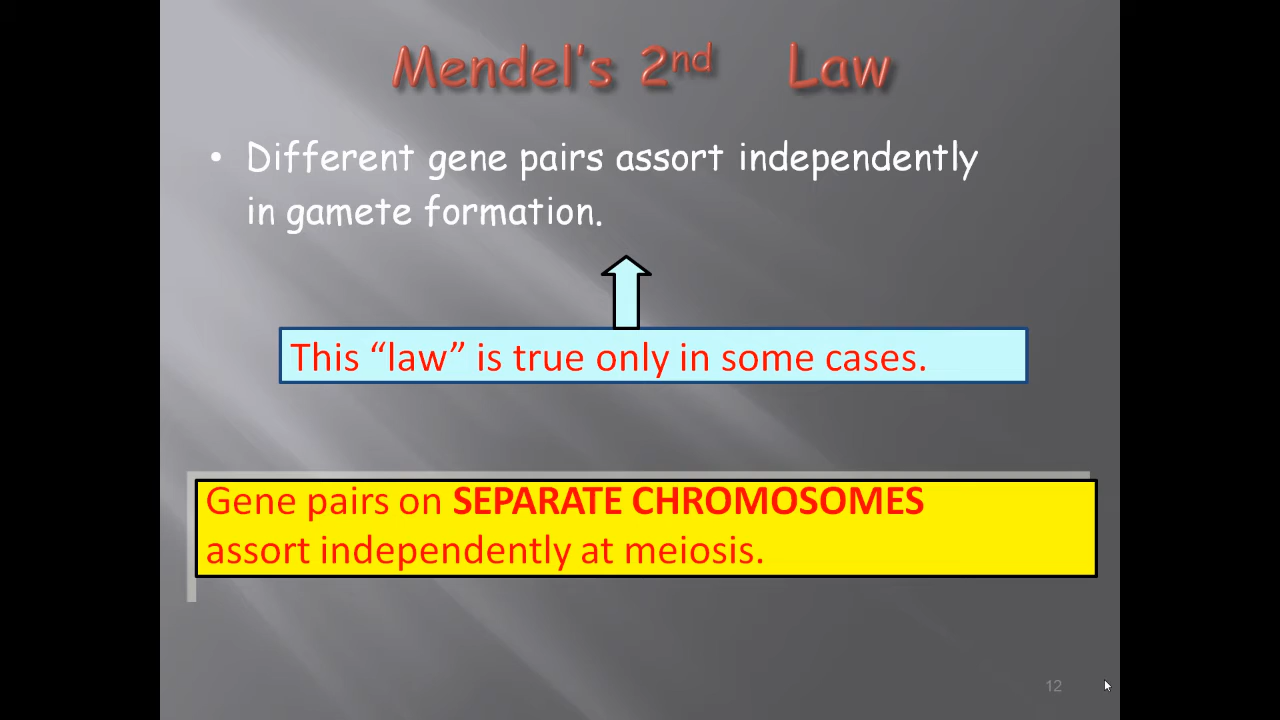 Mendel's 2nd Law
• Different gene pairs assort independently
in gamete formation.
This “law” is true only in some cases.
Gene pairs on SEPARATE CHROMOSOMES
assort independently at meiosis.
12